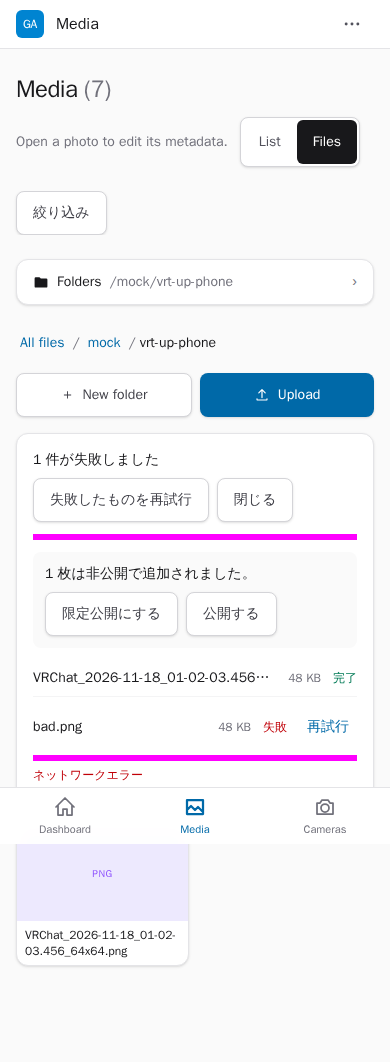 GA Media
Media (7)
Open a photo to edit its metadata. List Files
絞り込み
Folders /mock/vrt-up-phone ›
All files / mock / vrt-up-phone
+ New folder Upload
1 件が失敗しました
失敗したものを再試行 閉じる
1 枚は非公開で追加されました。
限定公開にする 公開する
VRChat_2026-11-18_01-02-03.456… 48 KB 完了
bad.png 48 KB 失敗 再試行
ネットワークエラー
Dashboard Media Cameras
PNG
VRChat_2026-11-18_01-02-
03.456_64x64.png